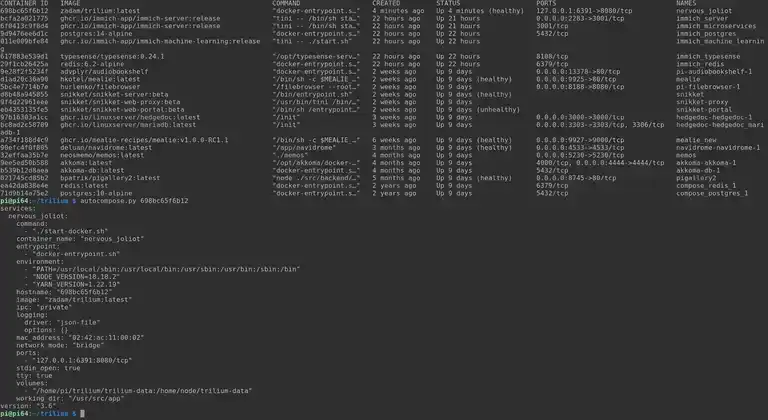 CONTAINER ID   IMAGE   COMMAND   CREATED   STATUS   PORTS   NAMES
698bc65f6b12   zadam/trilium:latest   "docker-entrypoint.s…"   4 minutes ago   Up 4 minutes (healthy)   127.0.0.1:6391->8080/tcp   nervous_joliot
bcfa2a021775   ghcr.io/immich-app/immich-server:release   "tini -- /bin/sh sta…"   22 hours ago   Up 21 hours   0.0.0.0:2283->3001/tcp   immich_server
6f0413c9f0d4   ghcr.io/immich-app/immich-server:release   "tini -- /bin/sh sta…"   22 hours ago   Up 21 hours   3001/tcp   immich_microservices
9d9476e6d1c   postgres:14-alpine   "docker-entrypoint.s…"   22 hours ago   Up 22 hours   5432/tcp   immich_postgres
011e009bfe84   ghcr.io/immich-app/immich-machine-learning:release   "tini -- ./start.sh"   22 hours ago   Up 22 hours   immich_machine_learnin
g
617883e539d1   typesense/typesense:0.24.1   "/opt/typesense-serv…"   22 hours ago   Up 22 hours   8108/tcp   immich_typesense
29f1cb26425a   redis:6.2-alpine   "docker-entrypoint.s…"   22 hours ago   Up 22 hours   6379/tcp   immich_redis
9e28f2f5234f   advplyr/audiobookshelf   "docker-entrypoint.s…"   2 weeks ago   Up 9 days   0.0.0.0:13378->80/tcp   pi-audiobookshelf-1
d1aa20c36a90   hkotel/mealie:latest   "/bin/sh -c $MEALIE_…"   2 weeks ago   Up 9 days (healthy)   0.0.0.0:9925->80/tcp   mealie
5bc4e7714b7e   hurlenko/filebrowser   "/filebrowser --root…"   2 weeks ago   Up 9 days   0.0.0.0:8188->8080/tcp   pi-filebrowser-1
d6b48a945855   snikket/snikket-server:beta   "/bin/entrypoint.sh"   2 weeks ago   Up 9 days (healthy)   snikket
9f4d22961eea   snikket/snikket-web-proxy:beta   "/usr/bin/tini /bin/…"   2 weeks ago   Up 9 days   snikket-proxy
eb4353135fe5   snikket/snikket-web-portal:beta   "docker-entrypoint.s…"   2 weeks ago   Up 9 days (unhealthy)   snikket-portal
97b16303a1cc   ghcr.io/linuxserver/hedgedoc:latest   "/init"   3 weeks ago   Up 9 days   0.0.0.0:3000->3000/tcp   hedgedoc-hedgedoc-1
bc8ad2c58709   ghcr.io/linuxserver/mariadb:latest   "/init"   3 weeks ago   Up 9 days   0.0.0.0:3303->3303/tcp, 3306/tcp   hedgedoc-hedgedoc_mari
adb-1
a734f18bd4cf   ghcr.io/mealie-recipes/mealie:v1.0.0-RC1.1   "/bin/sh -c $MEALIE_…"   6 weeks ago   Up 9 days (healthy)   0.0.0.0:9927->9000/tcp   mealie_new
90efc4f0f805   deluan/navidrome:latest   "/app/navidrome"   3 months ago   Up 9 days   0.0.0.0:4533->4533/tcp   navidrome-navidrome-1
32effaa35b7e   neosmemo/memos:latest   "./memos"   4 months ago   Up 9 days   0.0.0.0:5230->5230/tcp   memos
9ee5ed50b588   akkoma:latest   "/opt/akkoma/docker-…"   4 months ago   Up 9 days   4000/tcp, 0.0.0.0:4444->4444/tcp   akkoma-akkoma-1
b539b12d8aea   akkoma-db:latest   "docker-entrypoint.s…"   4 months ago   Up 9 days   5432/tcp   akkoma-db-1
021745cd85b2   bpatrik/pigallery2:latest   "node ./src/backend/…"   5 months ago   Up 9 days (healthy)   0.0.0.0:8745->80/tcp   pigallery2
ea42da838e4e   redis:latest   "docker-entrypoint.s…"   2 years ago   Up 9 days   6379/tcp   compose_redis_1
71d9b14e75e2   postgres:10-alpine   "docker-entrypoint.s…"   2 years ago   Up 9 days   5432/tcp   compose_postgres_1
pi@pi64:~/trilium $ autocompose.py 698bc65f6b12
services:
  nervous_joliot:
    command:
      - "./start-docker.sh"
    container_name: "nervous_joliot"
    entrypoint:
      - "docker-entrypoint.sh"
    environment:
      - "PATH=/usr/local/sbin:/usr/local/bin:/usr/sbin:/usr/bin:/sbin:/bin"
      - "NODE_VERSION=18.18.2"
      - "YARN_VERSION=1.22.19"
    hostname: "698bc65f6b12"
    image: "zadam/trilium:latest"
    ipc: "private"
    logging:
      driver: "json-file"
      options: {}
    mac_address: "02:42:ac:11:00:02"
    network_mode: "bridge"
    ports:
      - "127.0.0.1:6391:8080/tcp"
    stdin_open: true
    tty: true
    volumes:
      - "/home/pi/trilium/trilium-data:/home/node/trilium-data"
    working_dir: "/usr/src/app"
version: "3.6"
pi@pi64:~/trilium $